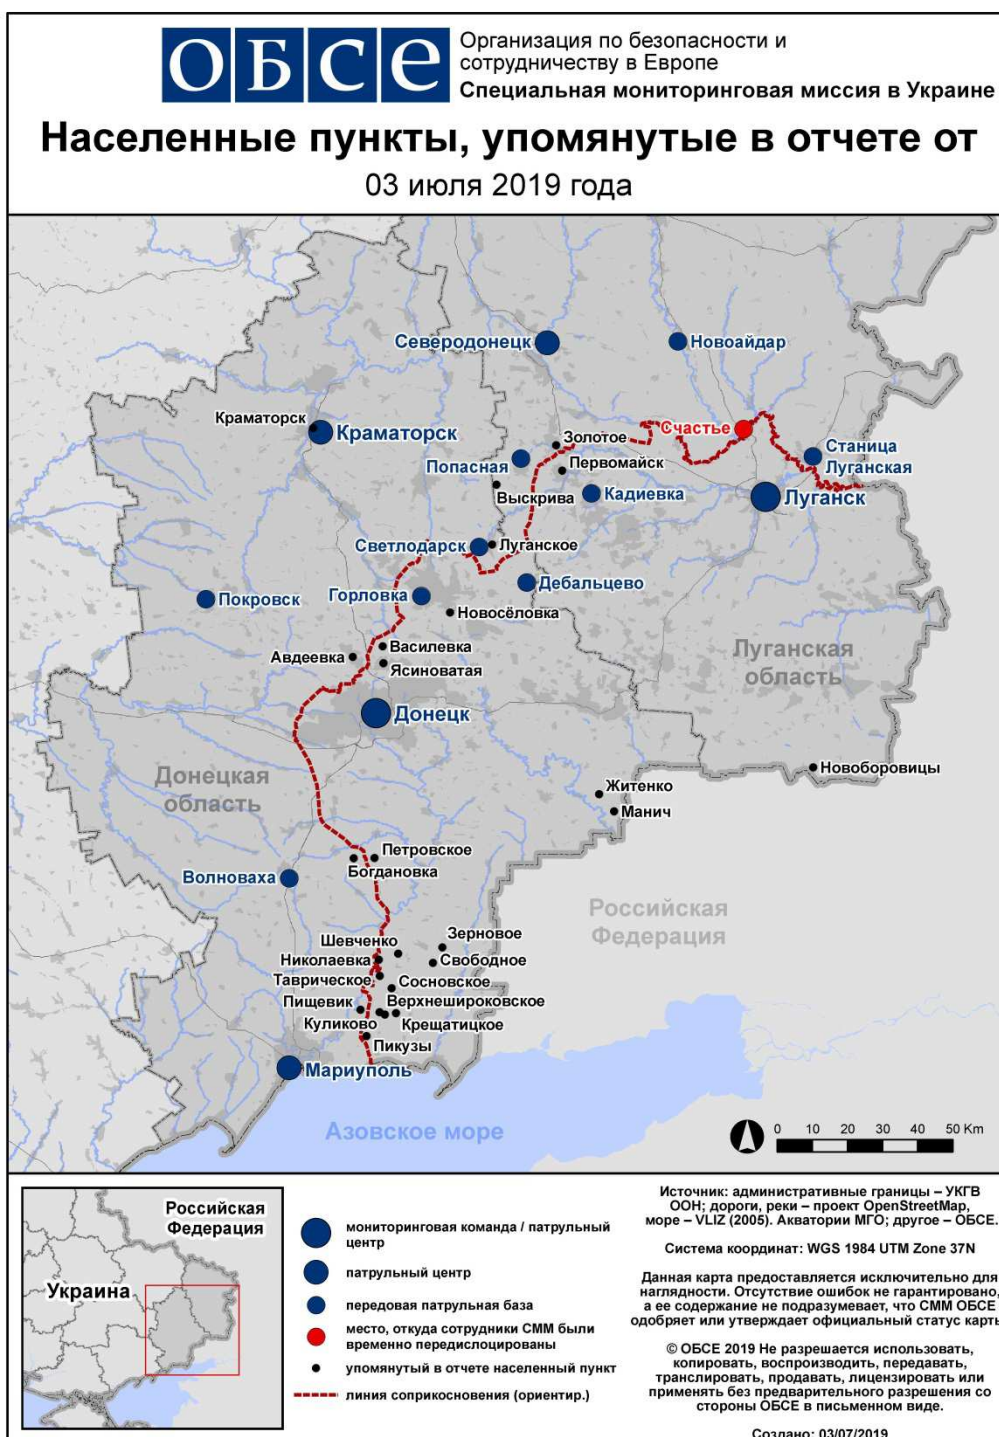 ОБСЕ
Организация по безопасности и
сотрудничеству в Европе
Специальная мониторинговая миссия в Украине
Населенные пункты, упомянутые в отчете от
03 июля 2019 года
Северодонецк
Новоайдар
Краматорск
Краматорск
Счастье
Золотое
Станица
Луганская
Попасная
Первомайск
Выскрива
Кадиевка
Луганск
Светлодарск
Луганское
Дебальцево
Покровск
Горловка
Новосёловка
Василевка
Авдеевка
Ясиноватая
Луганская
область
Донецк
Донецкая
область
Новоборовицы
Житенко
Манич
Петровское
Богдановка
Волноваха
Российская
Федерация
Шевченко
Зерновое
Николаевка
Свободное
Таврическое
Сосновское
Пищевик
Верхнешироковское
Куликово
Крещатицкое
Пикузы
Мариуполь
Азовское море
0 10 20 30 40 50 Km
Российская
Федерация
Украина
мониторинговая команда / патрульный
центр
патрульный центр
передовая патрульная база
место, откуда сотрудники СММ были
временно передислоцированы
упомянутый в отчете населенный пункт
линия соприкосновения (ориентир.)
Источник: административные границы – УКГВ
ООН; дороги, реки – проект OpenStreetMap,
море – VLIZ (2005). Акватории МГО; другое – ОБСЕ.
Система координат: WGS 1984 UTM Zone 37N
Данная карта предоставляется исключительно для
наглядности. Отсутствие ошибок не гарантировано,
а ее содержание не подразумевает, что СММ ОБСЕ
одобряет или утверждает официальный статус карты
© ОБСЕ 2019 Не разрешается использовать,
копировать, воспроизводить, передавать,
транслировать, продавать, лицензировать или
применять без предварительного разрешения со
стороны ОБСЕ в письменном виде.
Создано: 03/07/2019